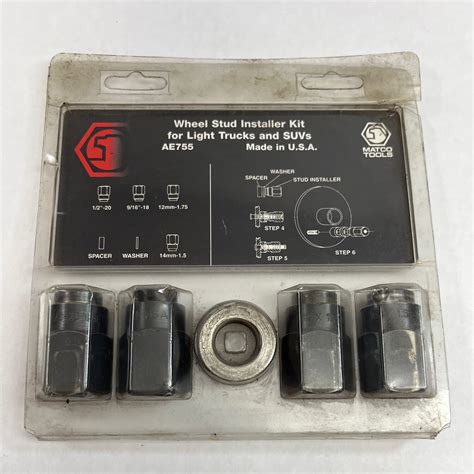 Wheel Stud Installer Kit
for Light Trucks and SUVs
AE755 Made in U.S.A.
MATCO
TOOLS
1/2"-20 9/16"-18 12mm-1.75
SPACER WASHER 14mm-1.5
WASHER
SPACER STUD INSTALLER
STEP 4
STEP 5
STEP 6